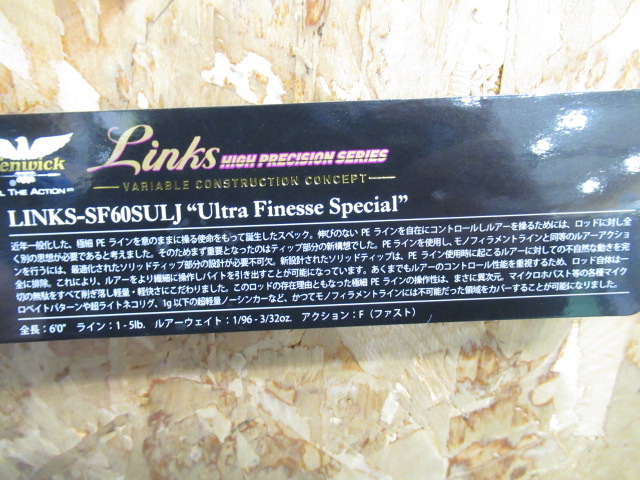 enwick
Links HIGH PRECISION SERIES
L THE ACTION
VARIABLE CONSTRUCTION CONCEPT
LINKS-SF60SULJ “Ultra Finesse Special”
近年一般化した、極細 PE ラインを意のままに操る使命をもって誕生したスペック。伸びのない PE ラインを自在にコントロールしルアーを操るためには、ロッドに対し全
く別の思想が必要であると考えました。そのためまず重要となったのはティップ部分の新構想でした。PE ラインを使用し、モノフィラメントラインと同等のルアーアクショ
ンを行うには、最適化されたソリッドティップ部分の設計が必要不可欠。新設計されたソリッドティップは、PE ライン使用時に起こるルアーに対しての不自然な動きを完
全に排除。これにより、ルアーをより繊細に操作しバイトを引き出すことが可能になっています。あくまでもルアーのコントロール性能を重視するため、ロッド自体は一
切の無駄をすべて削ぎ落し軽量・軽快さにこだわりました。このロッドの存在理由ともなった極細 PE ラインの操作性は、まさに異次元。マイクロホバスト等の各種マイク
ロベイトパターンや超ライトネコリグ、1g 以下の超軽量ノーシンカーなど、かつてモノフィラメントラインには不可能だった領域をカバーすることが可能になりました。
全長：6'0" ライン：1 - 5lb. ルアーウェイト：1/96 - 3/32oz. アクション：F（ファスト）